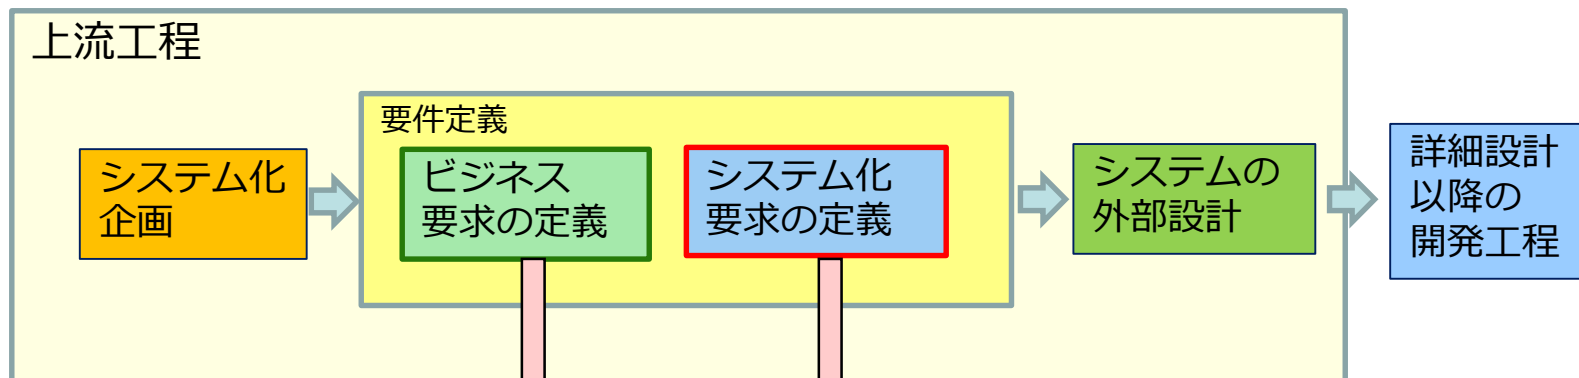 上流工程
要件定義
システム化
企画
ビジネス
要求の定義
システム化
要求の定義
システムの
外部設計
詳細設計
以降の
開発工程